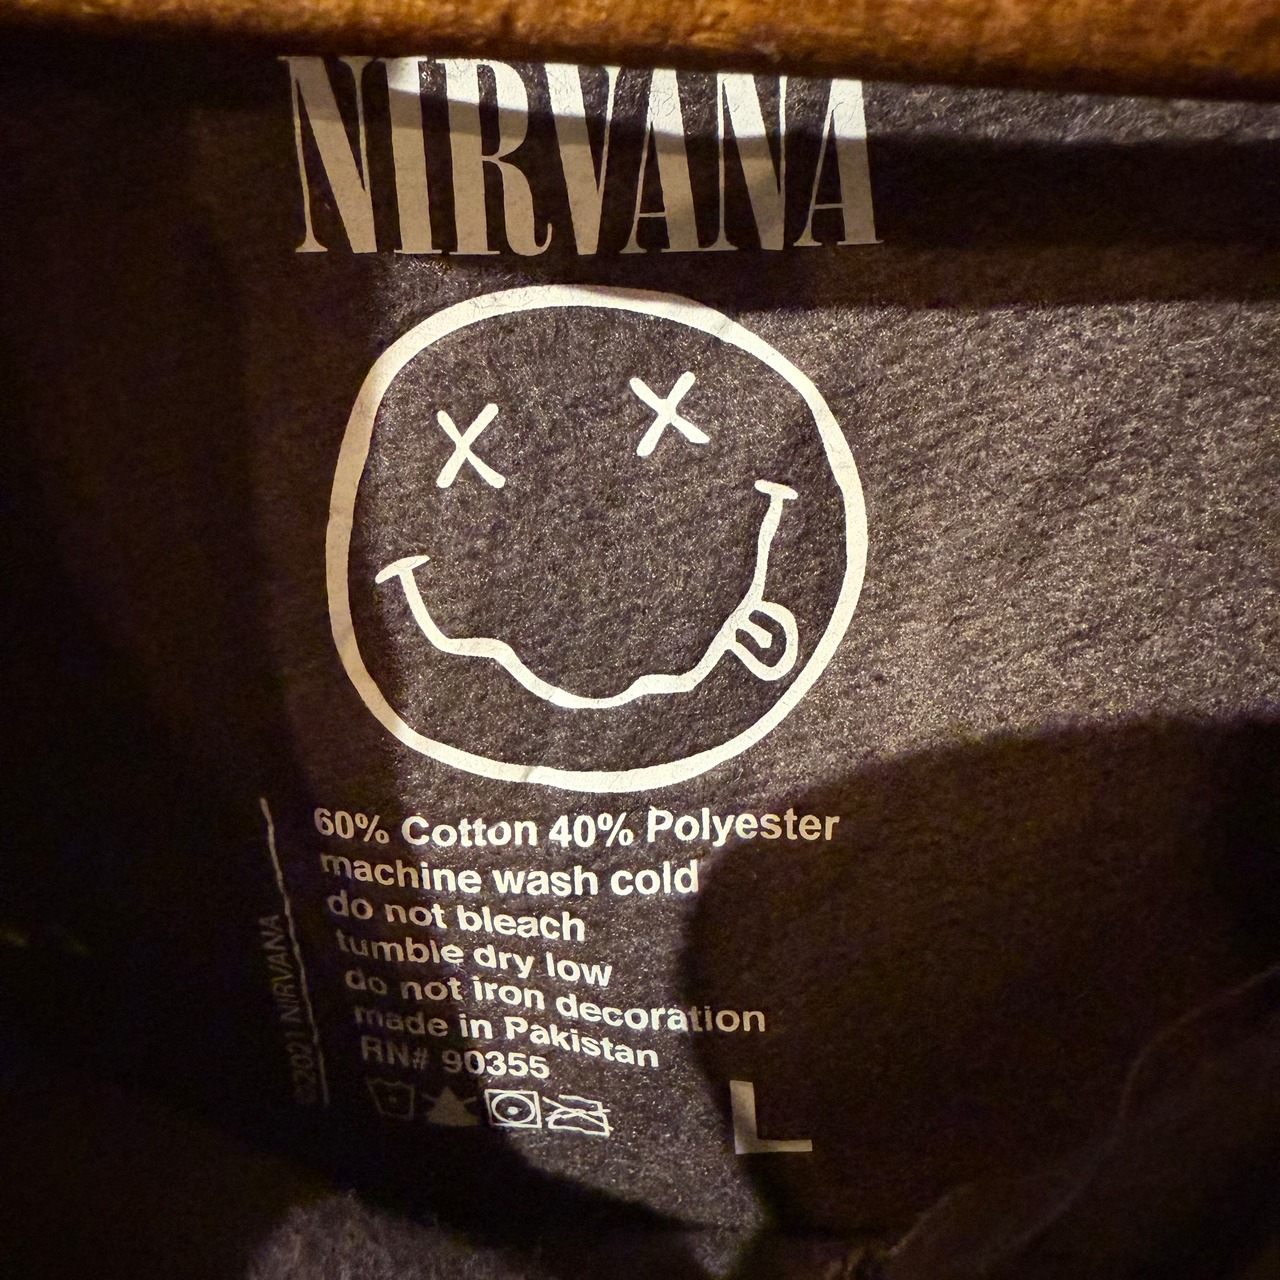 NIRVANA
60% Cotton 40% Polyester
machine wash cold
do not bleach
tumble dry low
do not iron decoration
made in Pakistan
RN# 90355
L
©2021 NIRVANA